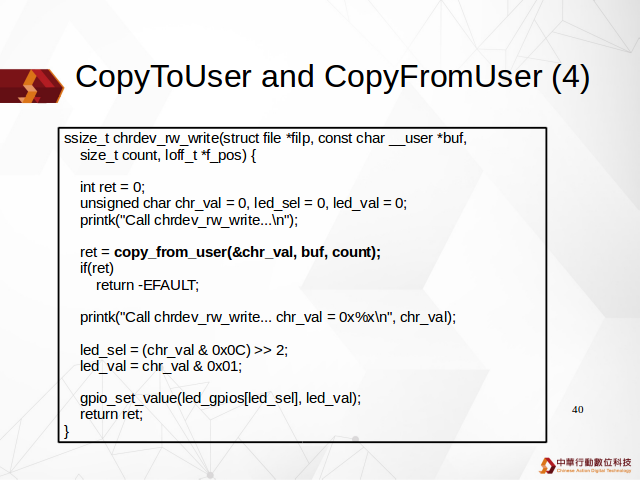 CopyToUser and CopyFromUser (4)
ssize_t chrdev_rw_write(struct file *filp, const char __user *buf,
size_t count, loff_t *f_pos) {
int ret = 0;
unsigned char chr_val = 0, led_sel = 0, led_val = 0;
printk("Call chrdev_rw_write...\n");
ret = copy_from_user(&chr_val, buf, count);
if(ret)
return -EFAULT;
printk("Call chrdev_rw_write... chr_val = 0x%x\n", chr_val);
led_sel = (chr_val & 0x0C) >> 2;
led_val = chr_val & 0x01;
gpio_set_value(led_gpios[led_sel], led_val);
return ret;
}
40
中華行動數位科技
Chinese Action Digital Technology